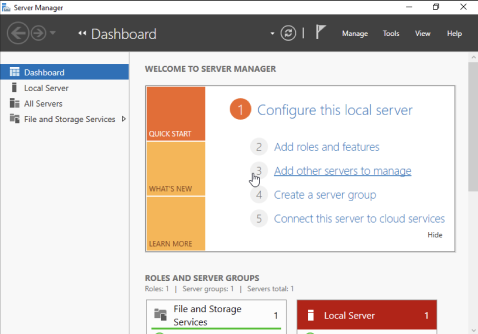 Server Manager
Dashboard
Manage Tools View Help
Dashboard
Local Server
All Servers
File and Storage Services
WELCOME TO SERVER MANAGER
QUICK START
WHAT'S NEW
LEARN MORE
1 Configure this local server
2 Add roles and features
3 Add other servers to manage
4 Create a server group
5 Connect this server to cloud services
Hide
ROLES AND SERVER GROUPS
Roles: 1 | Server groups: 1 | Servers total: 1
File and Storage Services 1
Local Server 1